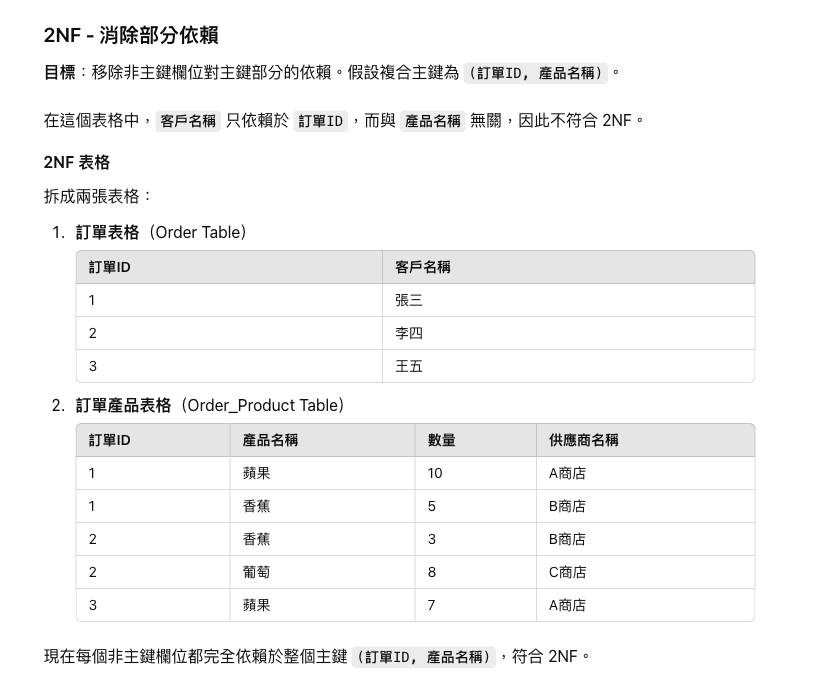 2NF - 消除部分依賴
目標：移除非主鍵欄位對主鍵部分的依賴。假設複合主鍵為 (訂單ID, 產品名稱)。
在這個表格中，客戶名稱 只依賴於 訂單ID，而與 產品名稱 無關，因此不符合 2NF。
2NF 表格
拆成兩張表格：
1. 訂單表格（Order Table）
訂單ID 客戶名稱
1 張三
2 李四
3 王五
2. 訂單產品表格（Order_Product Table）
訂單ID 產品名稱 數量 供應商名稱
1 蘋果 10 A商店
1 香蕉 5 B商店
2 香蕉 3 B商店
2 葡萄 8 C商店
3 蘋果 7 A商店
現在每個非主鍵欄位都完全依賴於整個主鍵 (訂單ID, 產品名稱)，符合 2NF。